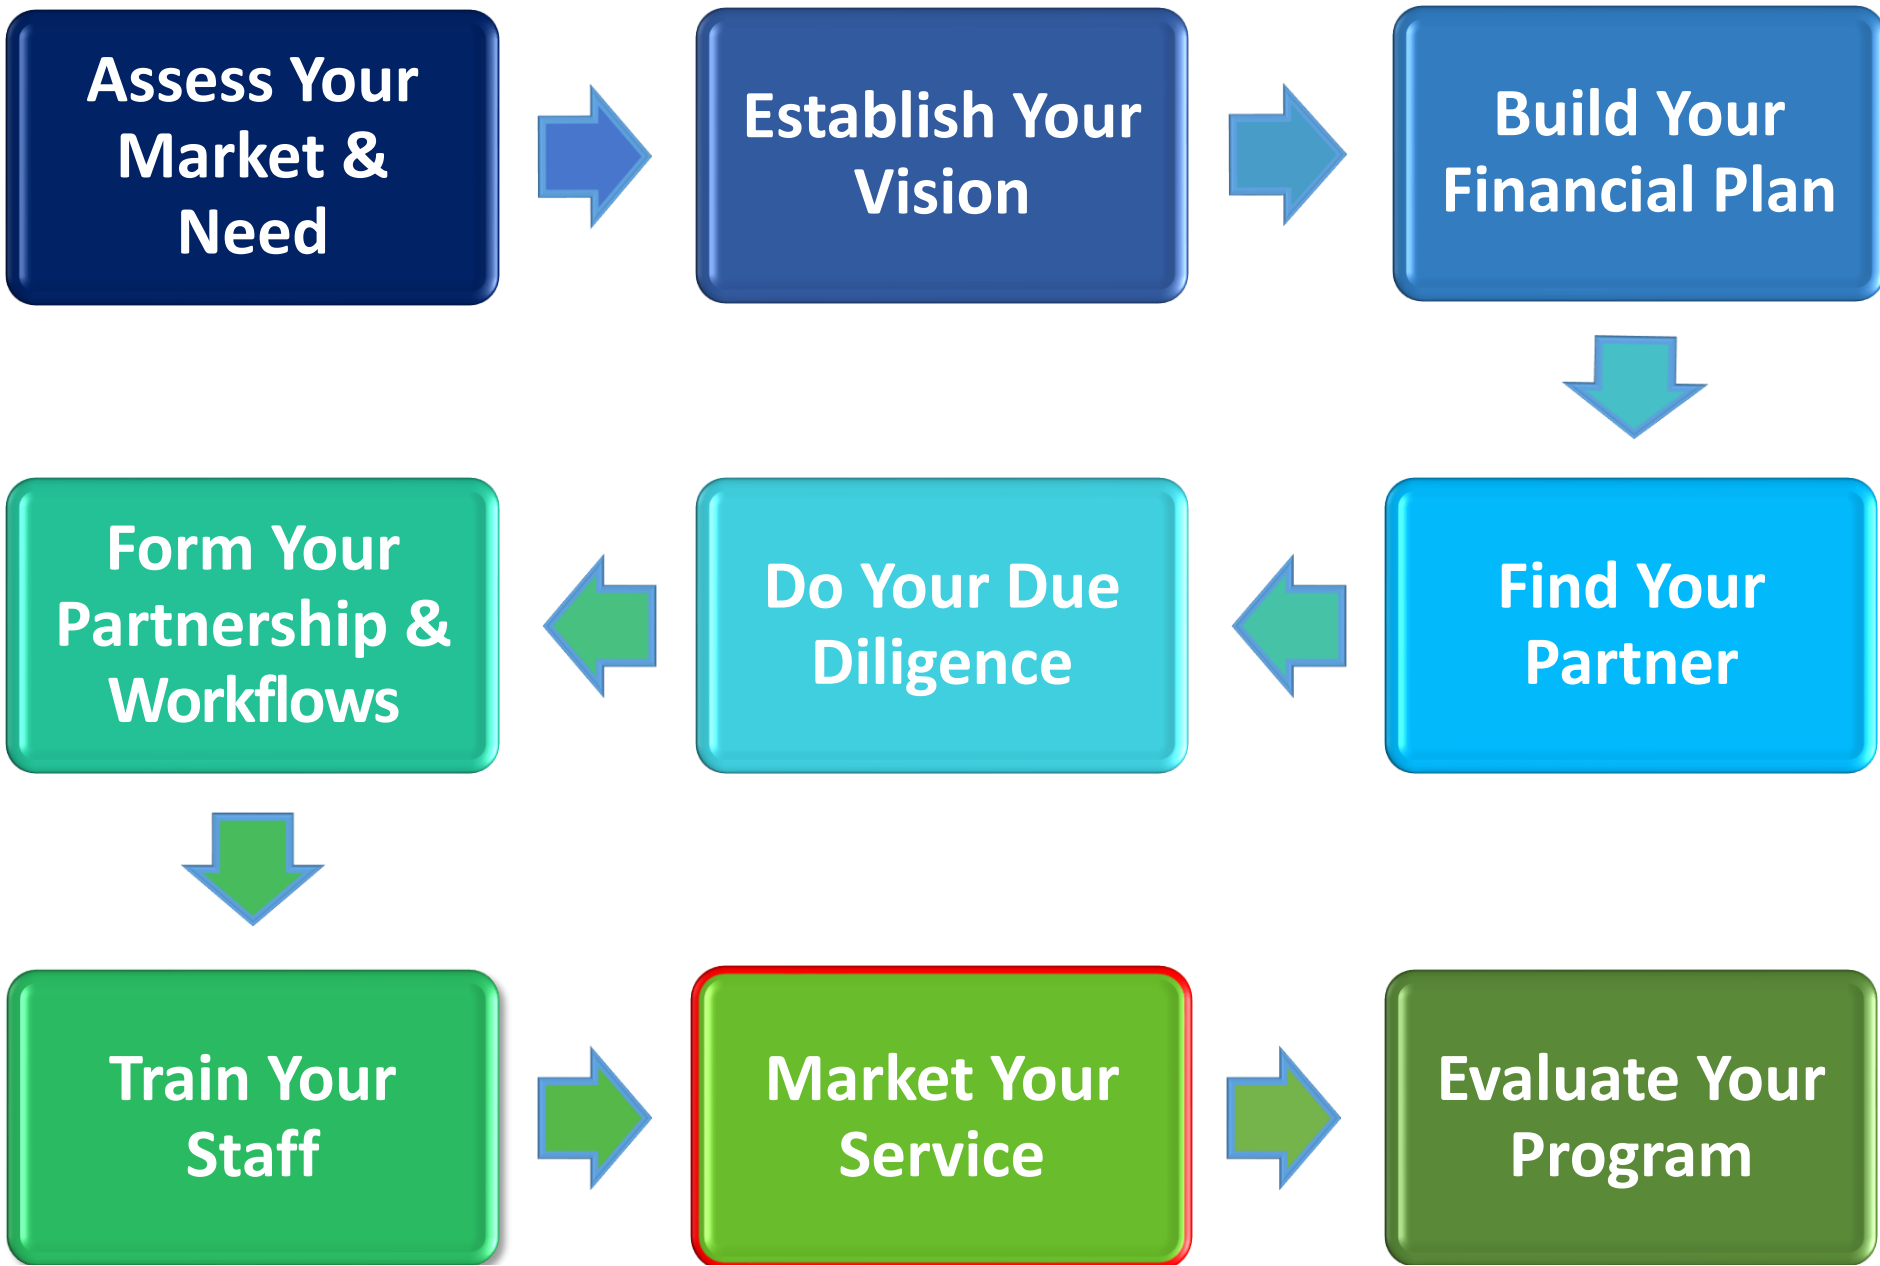 Assess Your
Market &
Need
Establish Your
Vision
Build Your
Financial Plan
Find Your
Partner
Do Your Due
Diligence
Form Your
Partnership &
Workflows
Train Your
Staff
Market Your
Service
Evaluate Your
Program